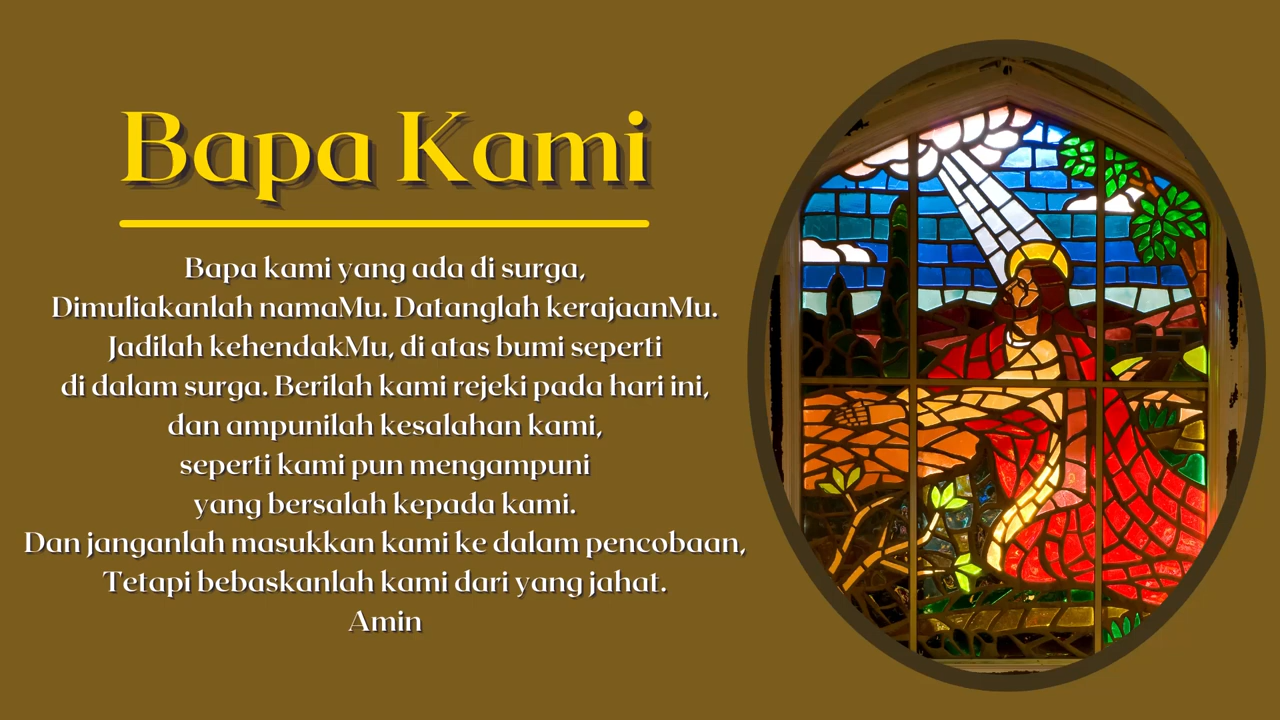 Bapa Kami
Bapa kami yang ada di surga,
Dimuliakanlah namaMu. Datanglah kerajaanMu.
Jadilah kehendakMu, di atas bumi seperti
di dalam surga. Berilah kami rejeki pada hari ini,
dan ampunilah kesalahan kami,
seperti kami pun mengampuni
yang bersalah kepada kami.
Dan janganlah masukkan kami ke dalam pencobaan,
Tetapi bebaskanlah kami dari yang jahat.
Amin